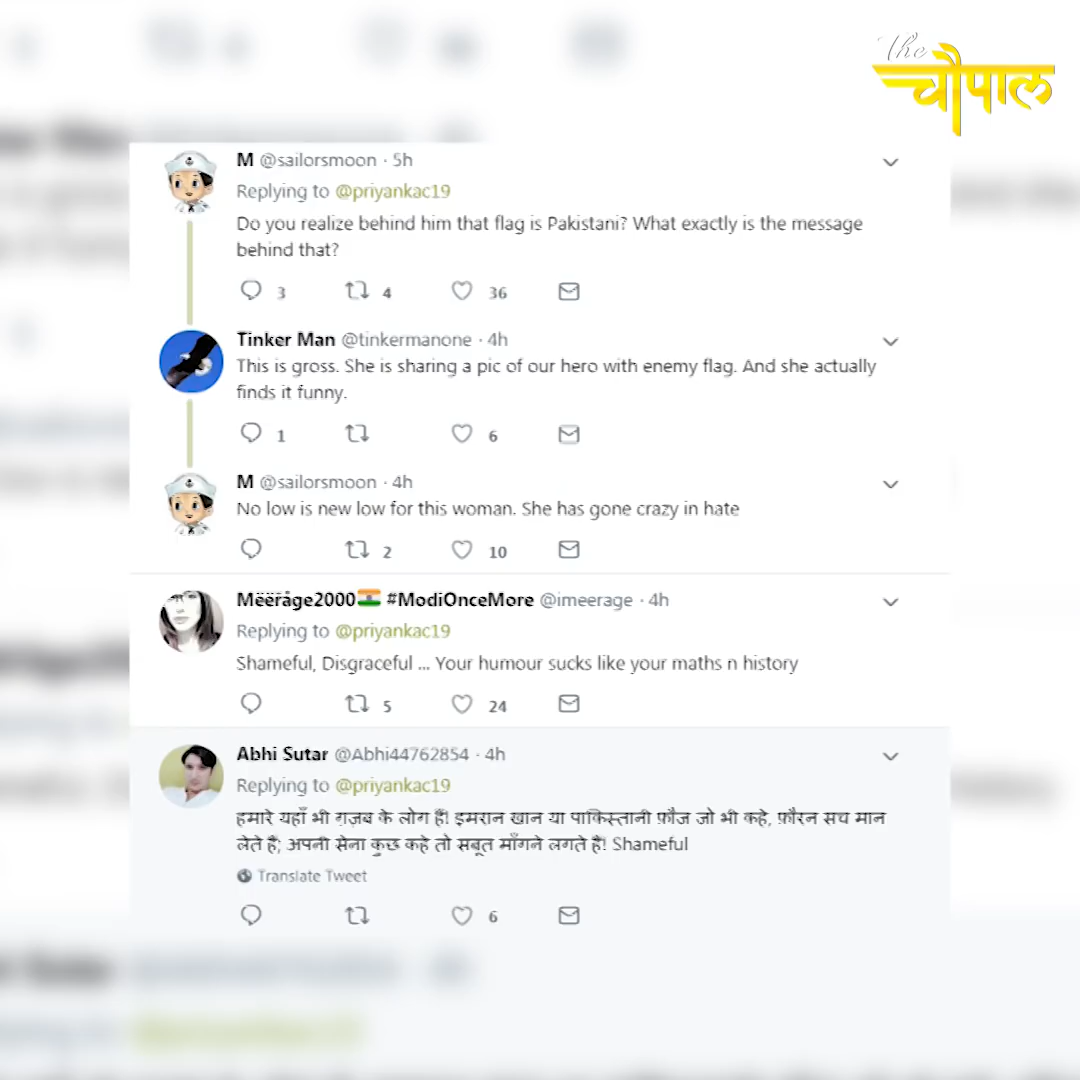 The
चौपाल
M @sailorsmoon · 5h
Replying to @priyankac19
Do you realize behind him that flag is Pakistani? What exactly is the message
behind that?
3 4 36
Tinker Man @tinkermanone · 4h
This is gross. She is sharing a pic of our hero with enemy flag. And she actually
finds it funny.
1 6
M @sailorsmoon · 4h
No low is new low for this woman. She has gone crazy in hate
2 10
Mëëråge2000 #ModiOnceMore @imeerage · 4h
Replying to @priyankac19
Shameful, Disgraceful ... Your humour sucks like your maths n history
5 24
Abhi Sutar @Abhi44762854 · 4h
Replying to @priyankac19
हमारे यहाँ भी ग़ज़ब के लोग हैं! इमरान खान या पाकिस्तानी फ़ौज जो भी कहे, फ़ौरन सच मान
लेते हैं; अपनी सेना कुछ कहे तो सबूत माँगने लगते हैं! Shameful
Translate Tweet
6